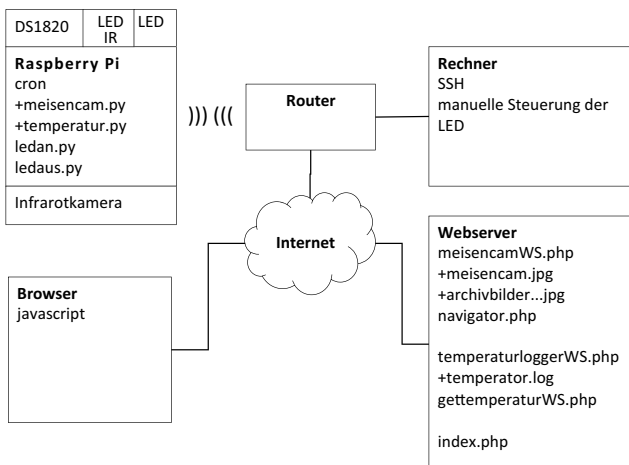 DS1820
LED
IR
LED
Raspberry Pi
cron
+meisencam.py
+temperatur.py
ledan.py
ledaus.py
Infrarotkamera
))) (((
Router
Rechner
SSH
manuelle Steuerung der
LED
Internet
Browser
javascript
Webserver
meisencamWS.php
+meisencam.jpg
+archivbilder...jpg
navigator.php
temperaturloggerWS.php
+temperator.log
gettemperaturWS.php
index.php